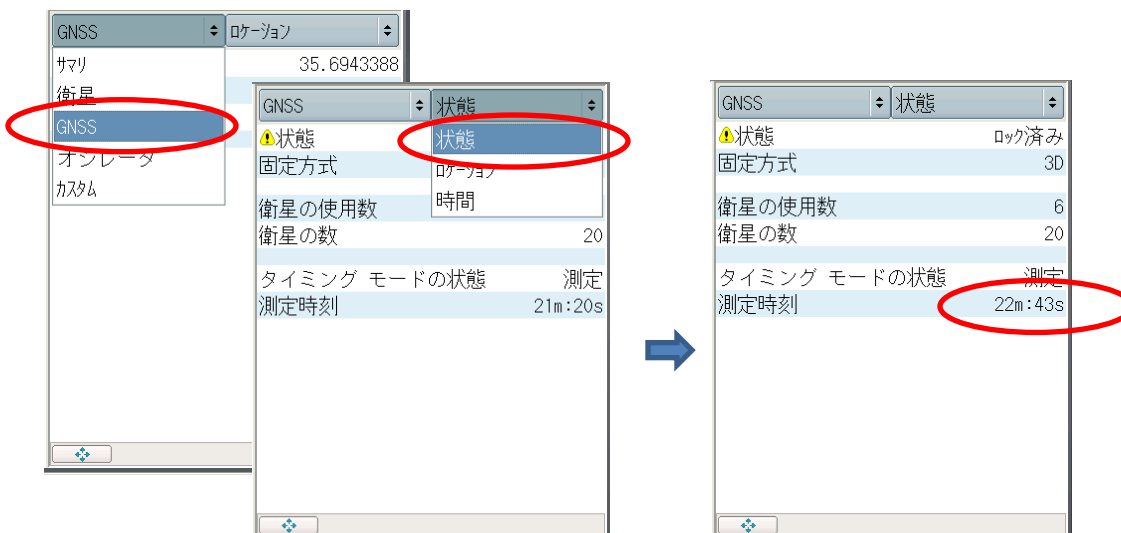 GNSS ロケーション
サマリ 35.6943388
衛星
GNSS
オシレータ
カスタム
GNSS 状態
状態 状態
固定方式 ロケーション
衛星の使用数 時間
衛星の数 20
タイミング モードの状態 測定
測定時刻 21m:20s
GNSS 状態
状態 ロック済み
固定方式 3D
衛星の使用数 6
衛星の数 20
タイミング モードの状態 測定
測定時刻 22m:43s